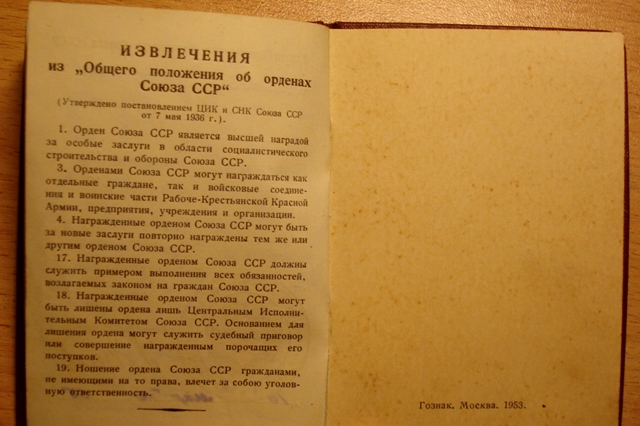 ИЗВЛЕЧЕНИЯ
из „Общего положения об орденах
Союза ССР“
(Утверждено постановлением ЦИК и СНК Союза ССР
от 7 мая 1936 г.).
1. Орден Союза ССР является высшей наградой
за особые заслуги в области социалистического
строительства и обороны Союза ССР.
3. Орденами Союза ССР могут награждаться как
отдельные граждане, так и войсковые соедине-
ния и воинские части Рабоче-Крестьянской Красной
Армии, предприятия, учреждения и организации.
4. Награжденные орденом Союза ССР могут быть
за новые заслуги повторно награждены тем же или
другим орденом Союза ССР.
17. Награжденные орденом Союза ССР должны
служить примером выполнения всех обязанностей,
возлагаемых законом на граждан Союза ССР.
18. Награжденные орденом Союза ССР могут
быть лишены ордена лишь Центральным Исполни-
тельным Комитетом Союза ССР. Основанием для
лишения ордена могут служить судебный приговор
или совершение награжденным порочащих его
поступков.
19. Ношение ордена Союза ССР гражданами,
не имеющими на то права, влечет за собою уголов-
ную ответственность.
Гознак. Москва. 1953.